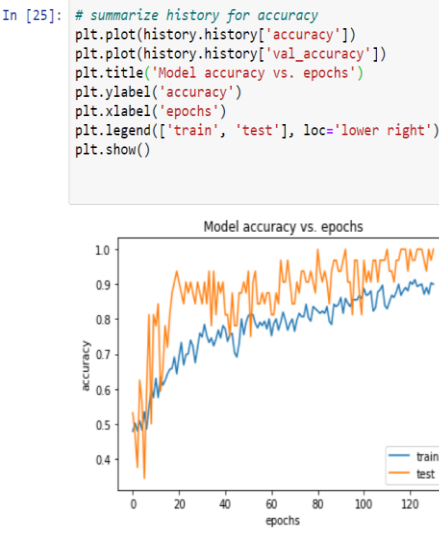 In [25]: # summarize history for accuracy
plt.plot(history.history['accuracy'])
plt.plot(history.history['val_accuracy'])
plt.title('Model accuracy vs. epochs')
plt.ylabel('accuracy')
plt.xlabel('epochs')
plt.legend(['train', 'test'], loc='lower right')
plt.show()
Model accuracy vs. epochs
1.0
0.9
0.8
0.7
0.6
0.5
0.4
accuracy
train
test
0 20 40 60 80 100 120
epochs